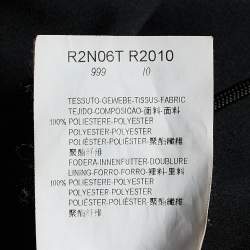 R2N06T R2010
999 10
TESSUTO-GEWEBE-TISSUS-FABRIC
TEJIDO-COMPOSICAO-面料-面料
100% POLIESTERE-POLYESTER
POLYESTER-POLYESTER
POLIÉSTER-POLIÉSTER-聚酯纖維
聚酯纤维
FODERA-INNENFUTTER-DOUBLURE
LINING-FORRO-FORRO-裡料-里料
100% POLIESTERE-POLYESTER
POLYESTER-POLYESTER
POLIÉSTER-POLIÉSTER-聚酯纖維
聚酯纤维